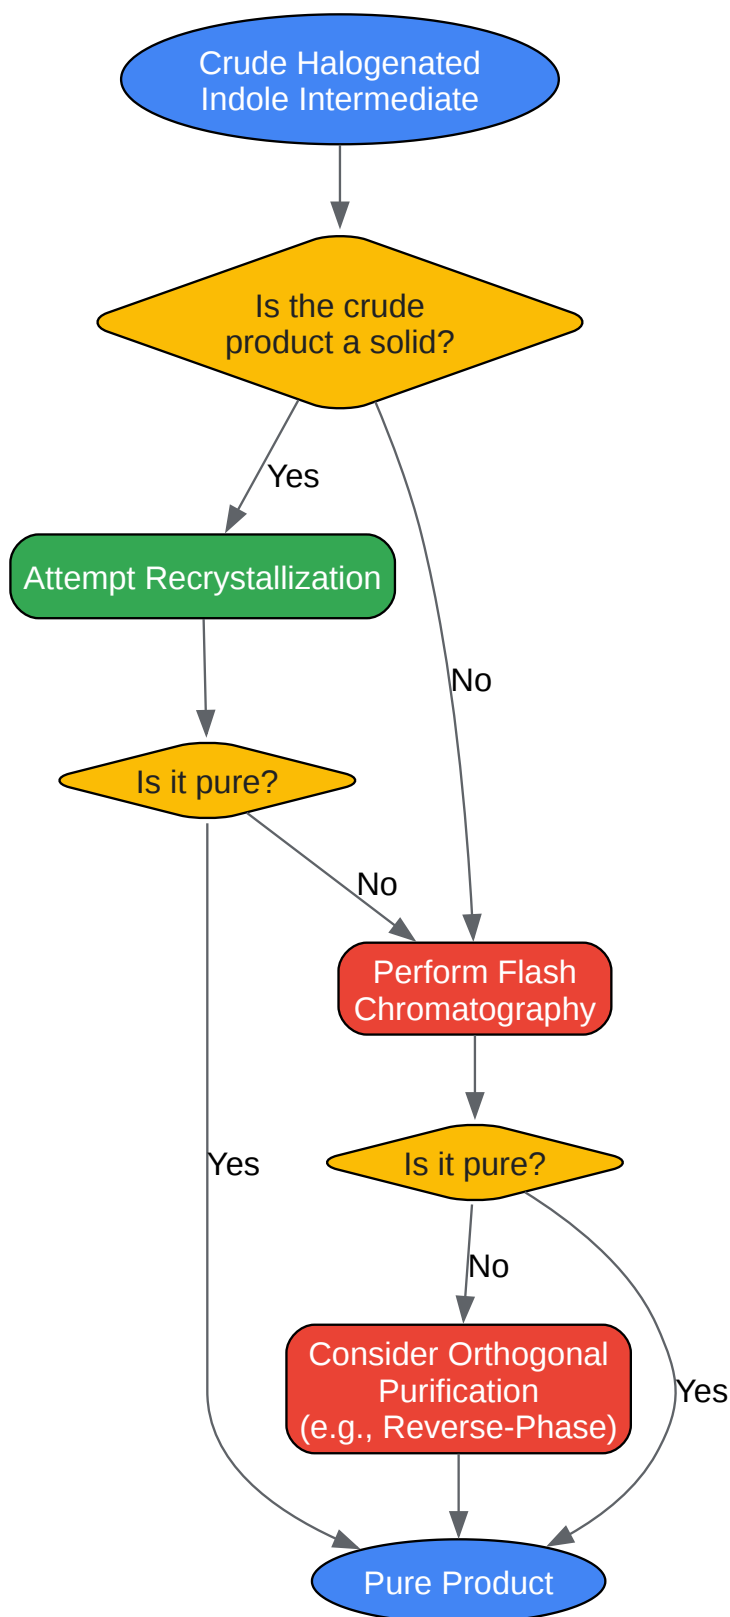 Crude Halogenated
Indole Intermediate
Is the crude
product a solid?
Yes
Attempt Recrystallization
No
Is it pure?
No
Perform Flash
Chromatography
Yes
Is it pure?
No
Consider Orthogonal
Purification
(e.g., Reverse-Phase)
Yes
Pure Product